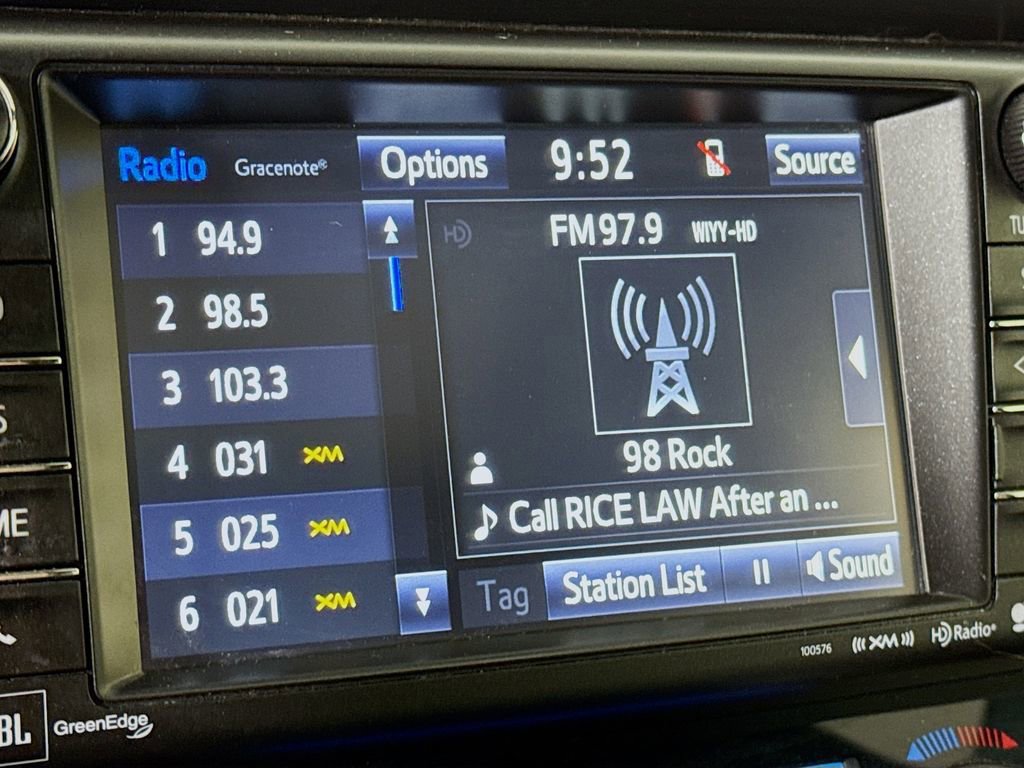 Radio Gracenote® Options 9:52 Source
1 94.9
2 98.5
3 103.3
4 031 XM
5 025 XM
6 021 XM
HD FM97.9 WIYY-HD
98 Rock
Call RICE LAW After an ...
Tag Station List Sound
100576 XM HD Radio®
JBL GreenEdge